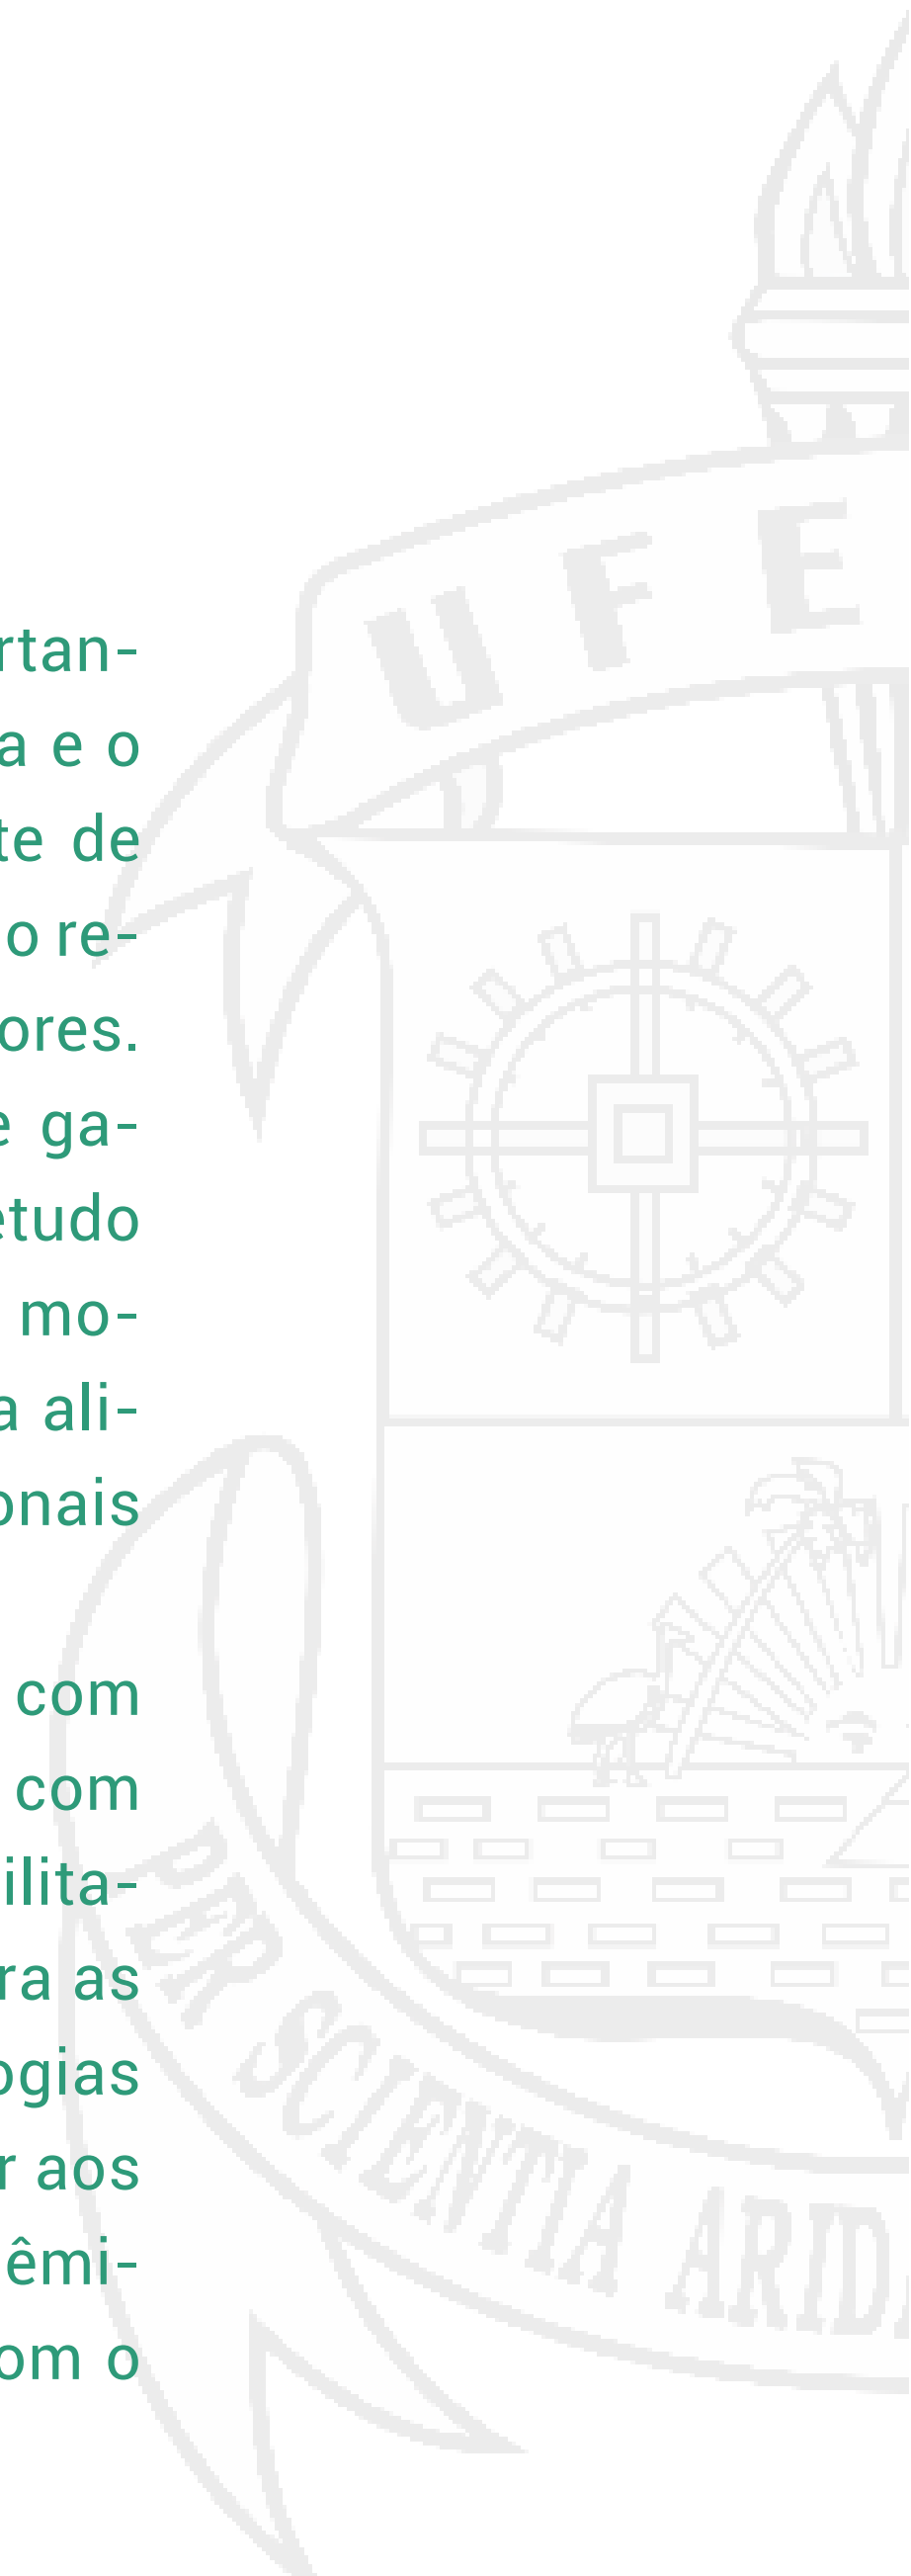 U F E
rtan-
a e o
te de
o re-
ores.
e ga-
etudo
mo-
a ali-
onais
com
com
ilita-
ra as
ogias
r aos
êmi-
om o
PER SCIENTIA ARID